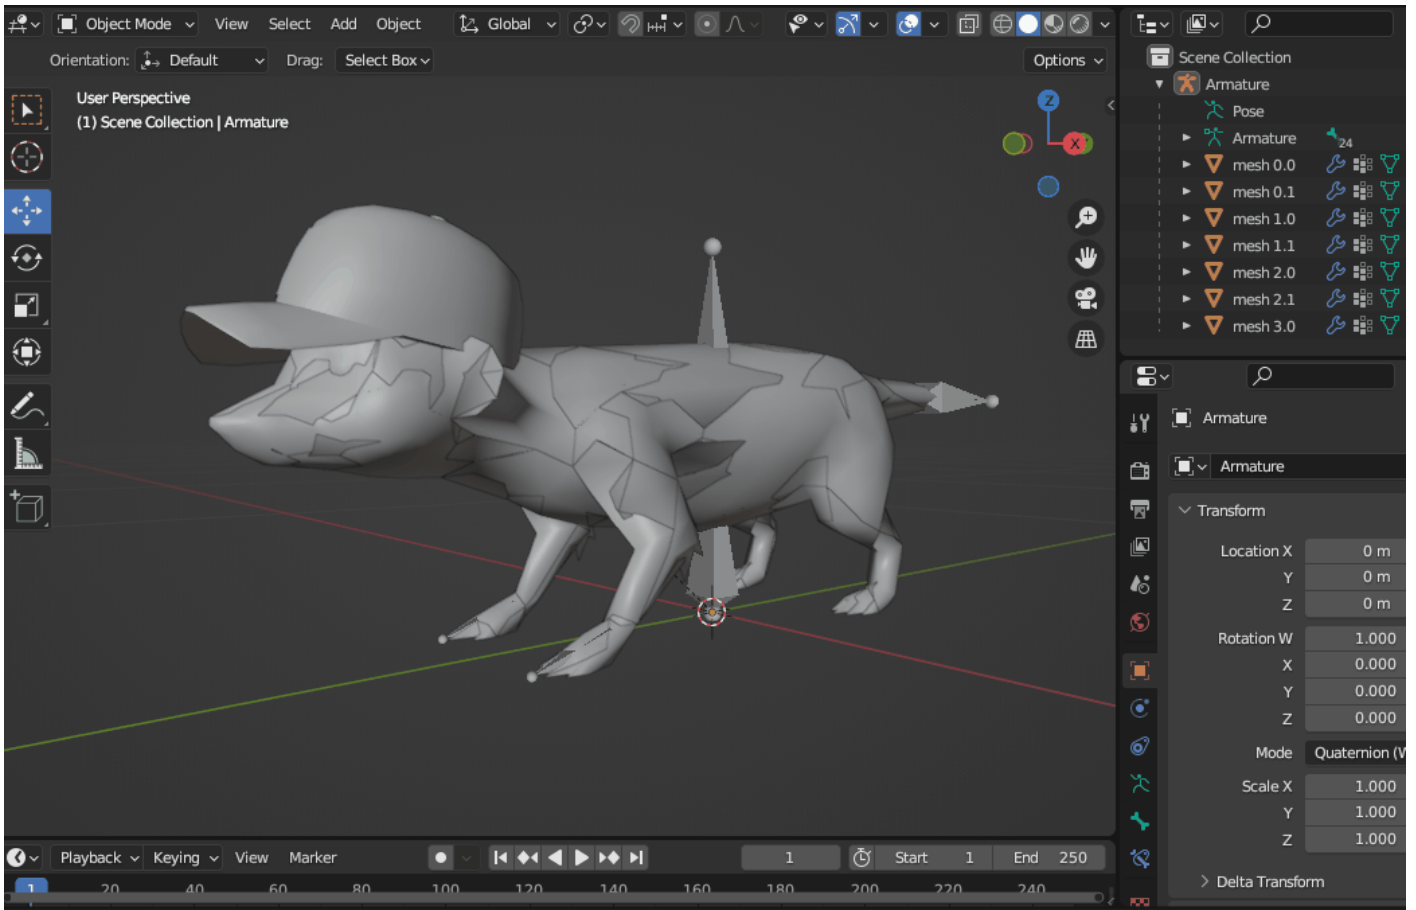 Object Mode View Select Add Object Global
Orientation: Default Drag: Select Box Options
User Perspective
(1) Scene Collection | Armature
Z
X
Scene Collection
Armature
Pose
Armature 24
mesh 0.0
mesh 0.1
mesh 1.0
mesh 1.1
mesh 2.0
mesh 2.1
mesh 3.0
Armature
Armature
Transform
Location X 0 m
Y 0 m
Z 0 m
Rotation W 1.000
X 0.000
Y 0.000
Z 0.000
Mode Quaternion (W
Scale X 1.000
Y 1.000
Z 1.000
Delta Transform
Playback Keying View Marker 1 Start 1 End 250
1 20 40 60 80 100 120 140 160 180 200 220 240